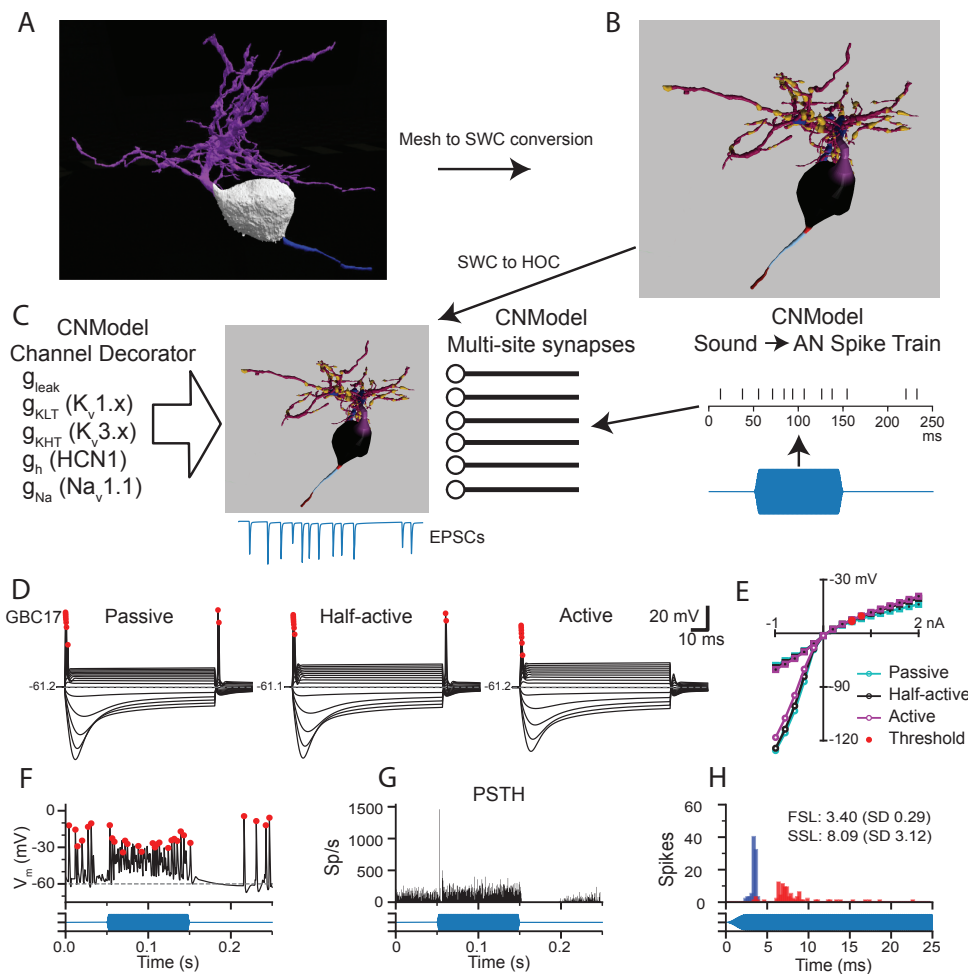 A
B
Mesh to SWC conversion
SWC to HOC
C
CNModel
Channel Decorator
gleak
gKLT (Kv1.x)
gKHT (Kv3.x)
gh (HCN1)
gNa (Nav1.1)
CNModel
Multi-site synapses
CNModel
Sound AN Spike Train
0 50 100 150 200 250
ms
EPSCs
D
GBC17
Passive
Half-active
Active
20 mV
10 ms
-61.2
-61.1
-61.2
E
-30 mV
-1
2 nA
-90
-120
Passive
Half-active
Active
Threshold
F
0
-30
-60
Vm (mV)
0.0 0.1 0.2
Time (s)
G
PSTH
1500
1000
500
0
Sp/s
0.0 0.1 0.2
Time (s)
H
60
40
20
0
Spikes
FSL: 3.40 (SD 0.29)
SSL: 8.09 (SD 3.12)
0 5 10 15 20 25
Time (ms)